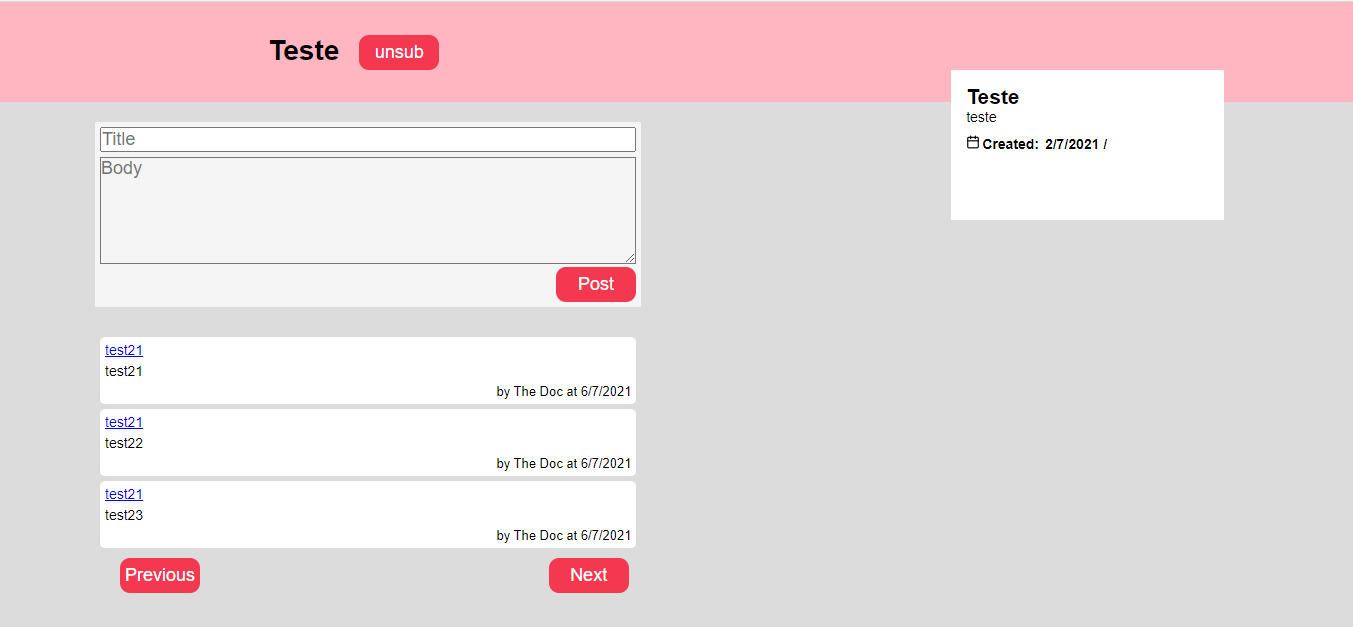 Teste unsub
Title
Body
Post
test21
test21
by The Doc at 6/7/2021
test21
test22
by The Doc at 6/7/2021
test21
test23
by The Doc at 6/7/2021
Previous Next
Teste
teste
Created: 2/7/2021 /